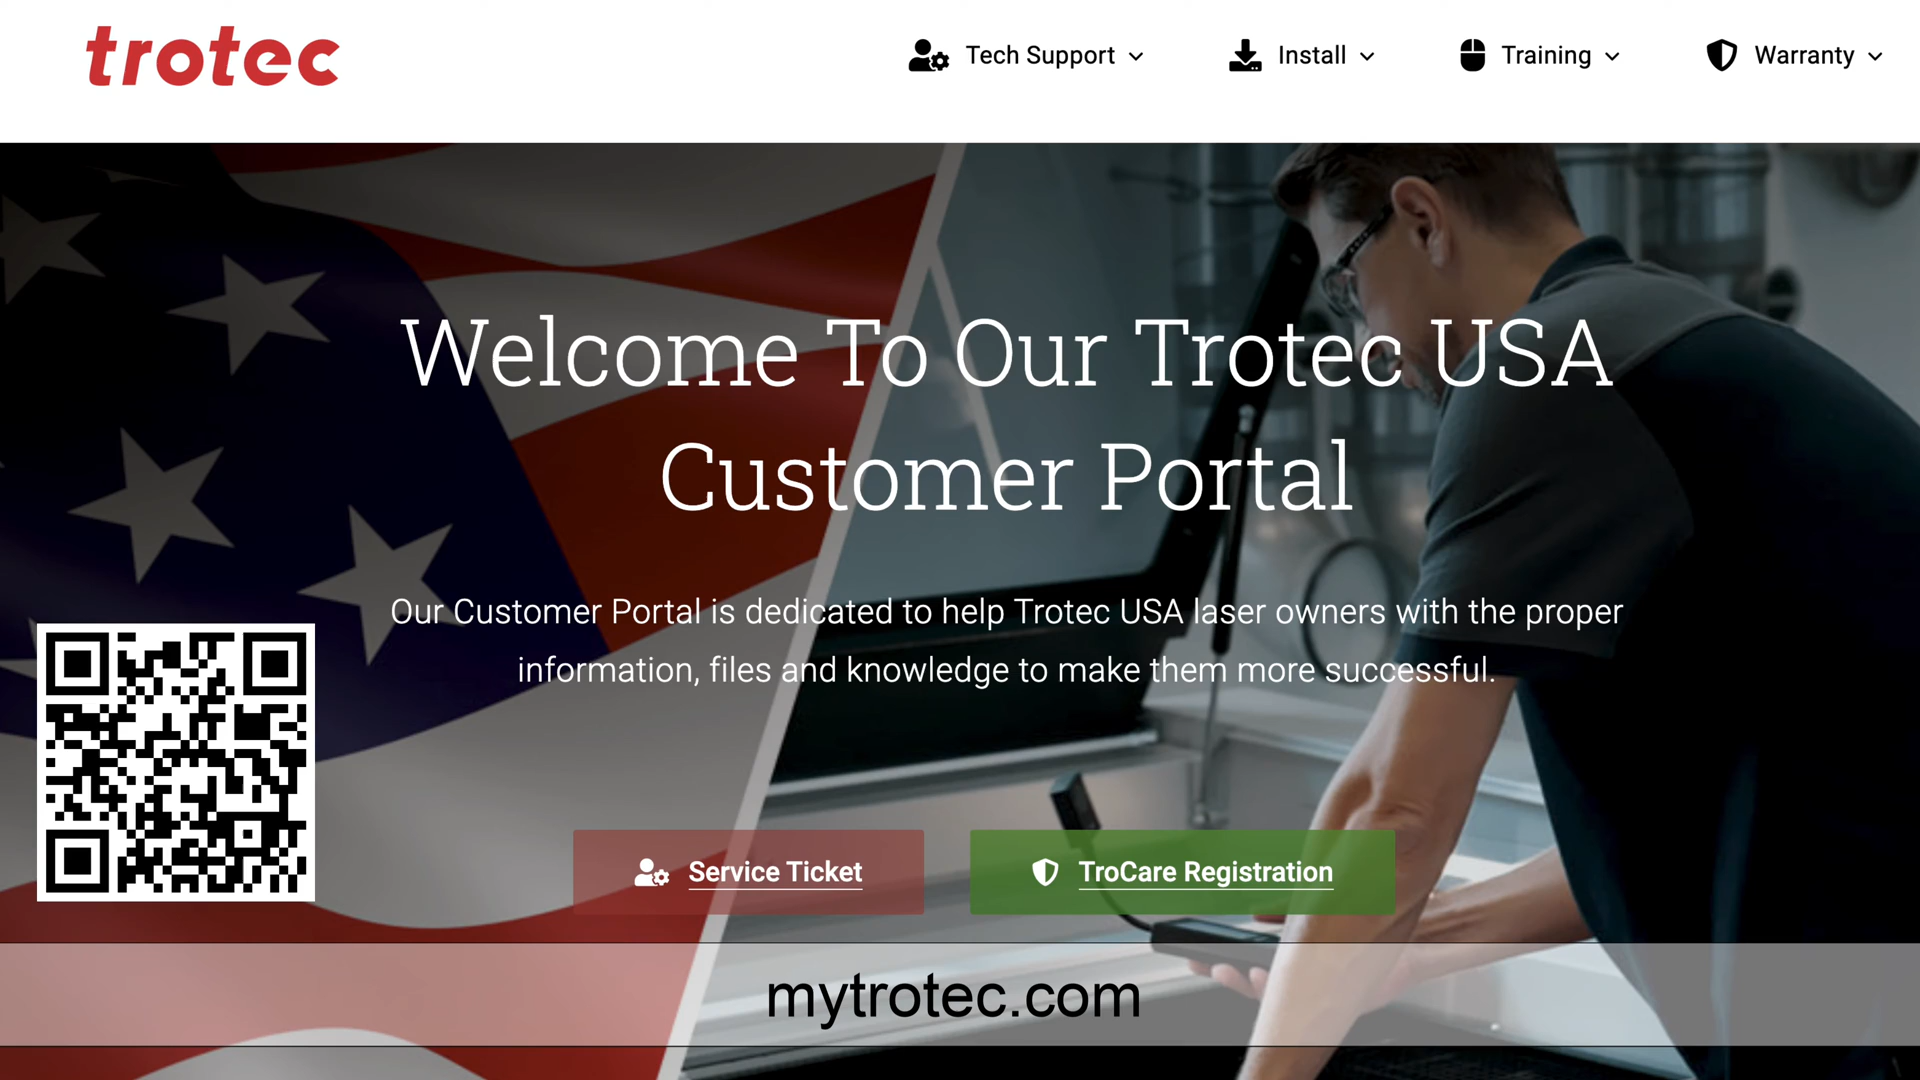 trotec
Tech Support
Install
Training
Warranty
Welcome To Our Trotec USA
Customer Portal
Our Customer Portal is dedicated to help Trotec USA laser owners with the proper
information, files and knowledge to make them more successful.
Service Ticket
TroCare Registration
mytrotec.com